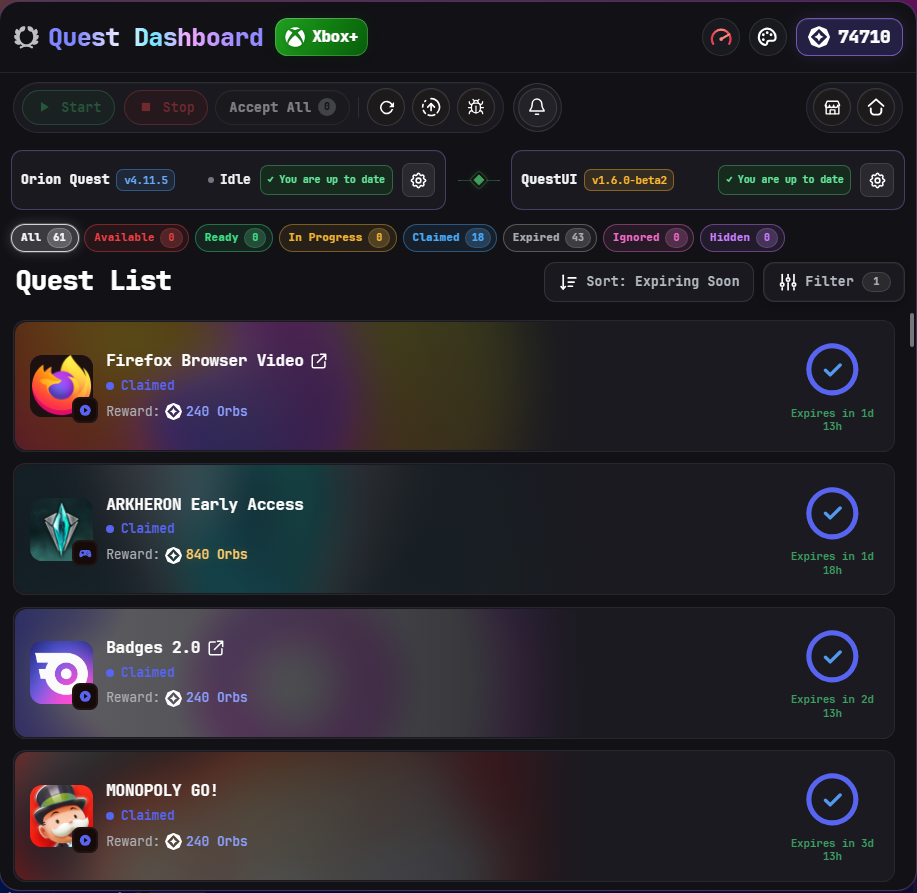 Quest Dashboard Xbox+ 74710
Start Stop Accept All 0
Orion Quest v4.11.5 Idle ✓ You are up to date
QuestUI v1.6.0-beta2 ✓ You are up to date
All 61 Available 0 Ready 0 In Progress 0 Claimed 18 Expired 43 Ignored 0 Hidden 0
Quest List Sort: Expiring Soon Filter 1
Firefox Browser Video
Claimed
Reward: 240 Orbs
Expires in 1d
13h
ARKHERON Early Access
Claimed
Reward: 840 Orbs
Expires in 1d
18h
Badges 2.0
Claimed
Reward: 240 Orbs
Expires in 2d
13h
MONOPOLY GO!
Claimed
Reward: 240 Orbs
Expires in 3d
13h